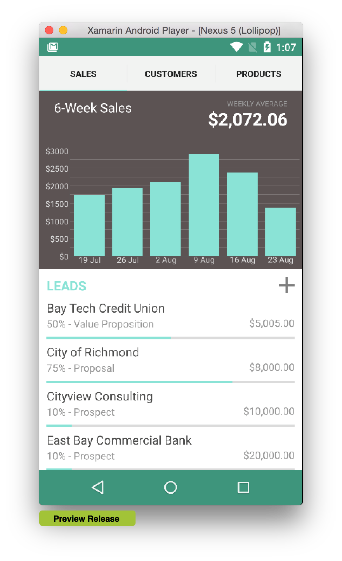 Xamarin Android Player - [Nexus 5 (Lollipop)]
1:07
SALES CUSTOMERS PRODUCTS
6-Week Sales
WEEKLY AVERAGE
$2,072.06
$3000
$2500
$2000
$1500
$1000
$500
$0
19 Jul 26 Jul 2 Aug 9 Aug 16 Aug 23 Aug
LEADS
Bay Tech Credit Union
50% - Value Proposition $5,005.00
City of Richmond
75% - Proposal $8,000.00
Cityview Consulting
10% - Prospect $10,000.00
East Bay Commercial Bank
10% - Prospect $20,000.00
Preview Release